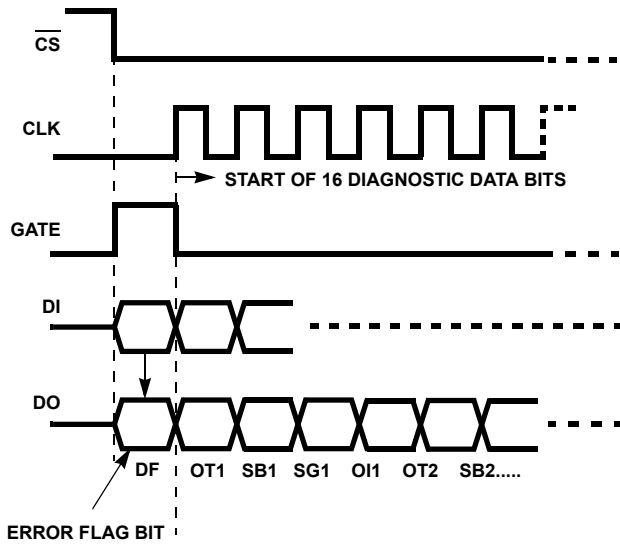 CS
CLK
START OF 16 DIAGNOSTIC DATA BITS
GATE
DI
DO
DF OT1 SB1 SG1 OI1 OT2 SB2.....
ERROR FLAG BIT